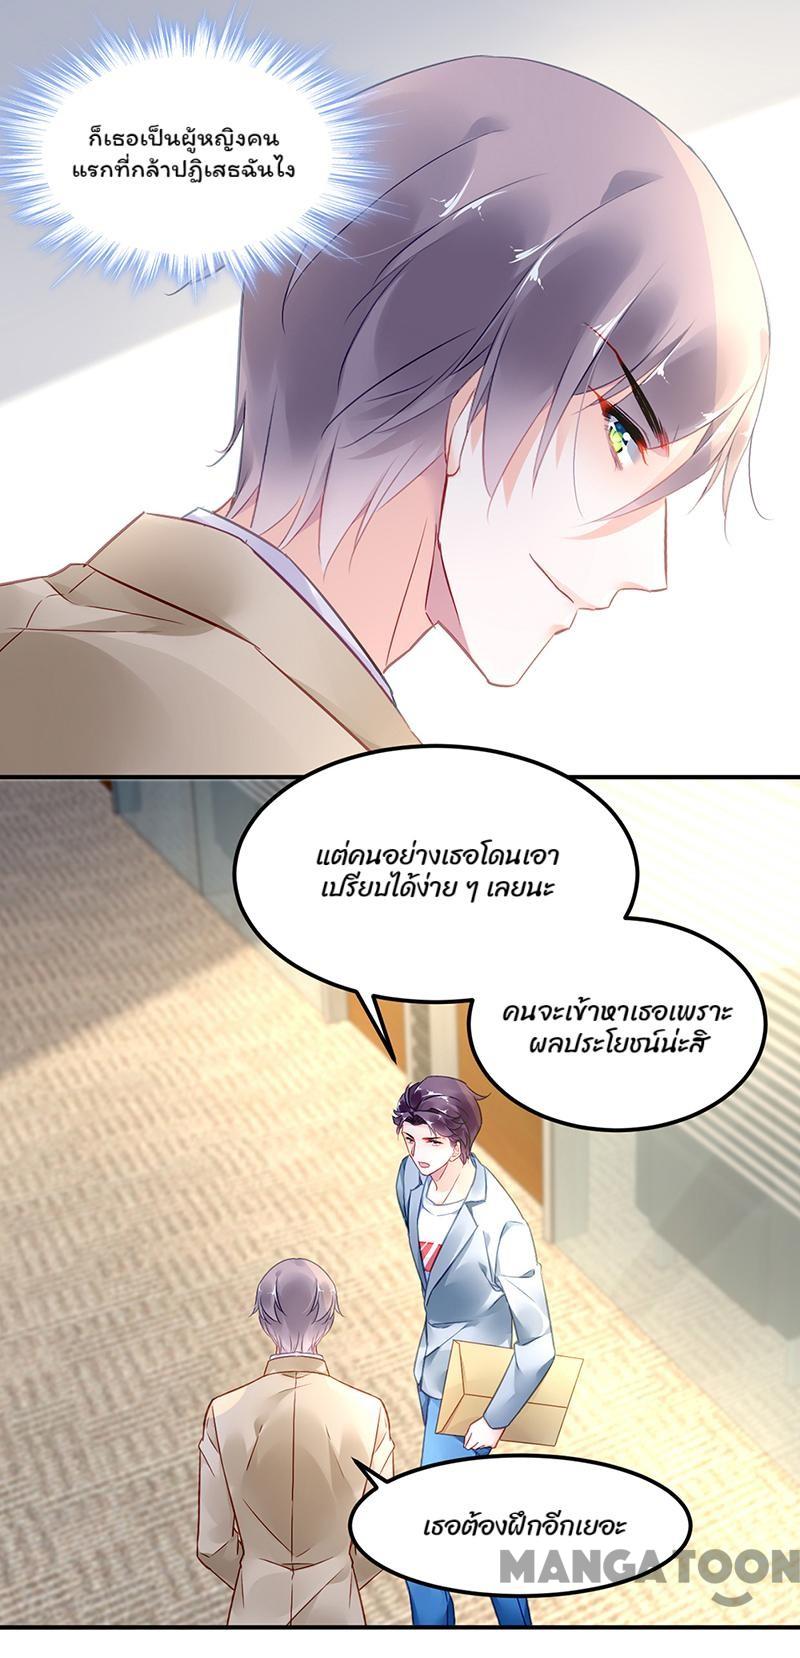 ก็เธอเป็นผู้หญิงคน
แรกที่กล้าปฏิเสธฉันไง
แต่คนอย่างเธอโดนเอา
เปรียบได้ง่าย ๆ เลยนะ
คนจะเข้าหาเธอเพราะ
ผลประโยชน์น่ะสิ
เธอต้องฝึกอีกเยอะ
MANGATOON